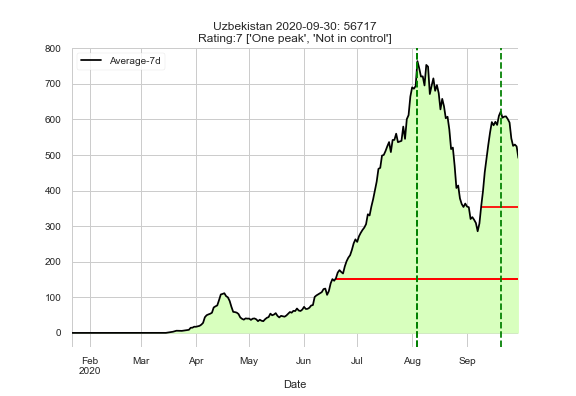 Uzbekistan 2020-09-30: 56717
Rating:7 ['One peak', 'Not in control']
Average-7d
800
700
600
500
400
300
200
100
0
Feb Mar Apr May Jun Jul Aug Sep
2020
Date